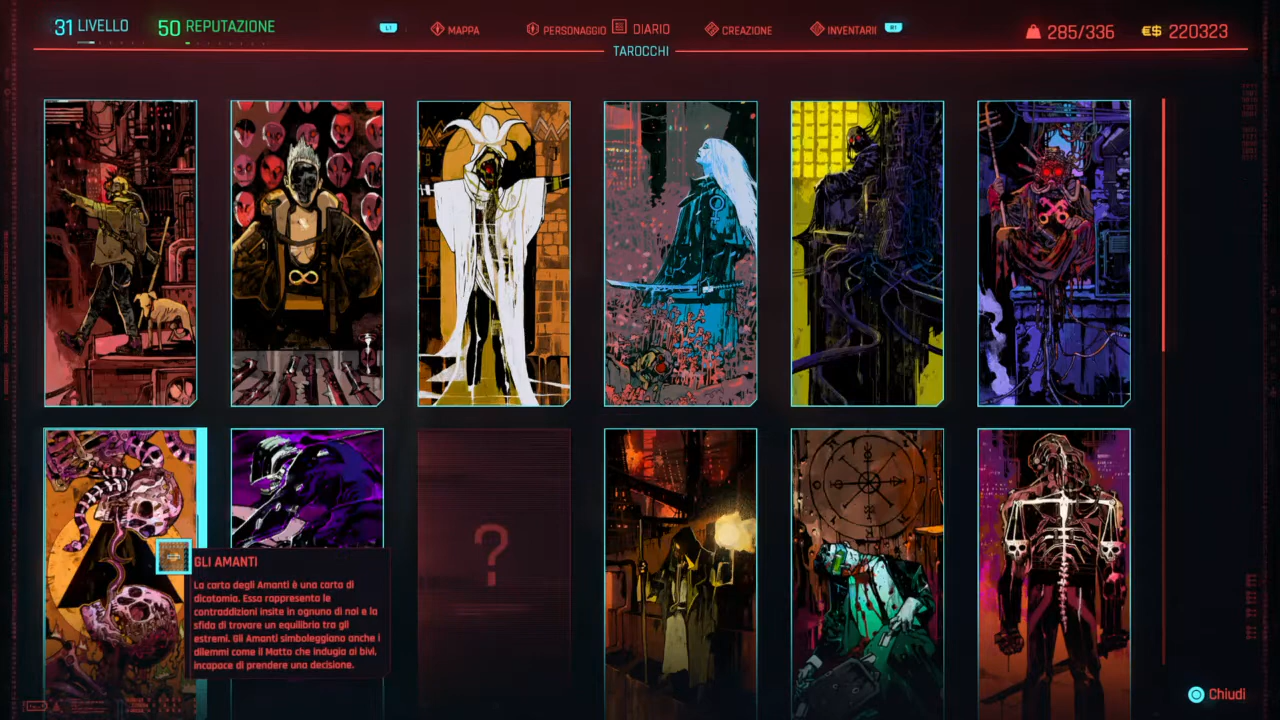 31 LIVELLO 50 REPUTAZIONE L1 MAPPA PERSONAGGIO DIARIO CREAZIONE INVENTARII R1 285/336 €$ 220323
TAROCCHI
?
GLI AMANTI
La carta degli Amanti è una carta di
dicotomia. Essa rappresenta le
contraddizioni insite in ognuno di noi e la
sfida di trovare un equilibrio tra gli
estremi. Gli Amanti simboleggiano anche i
dilemmi come il Matto che indugia ai bivi,
incapace di prendere una decisione.
Chiudi